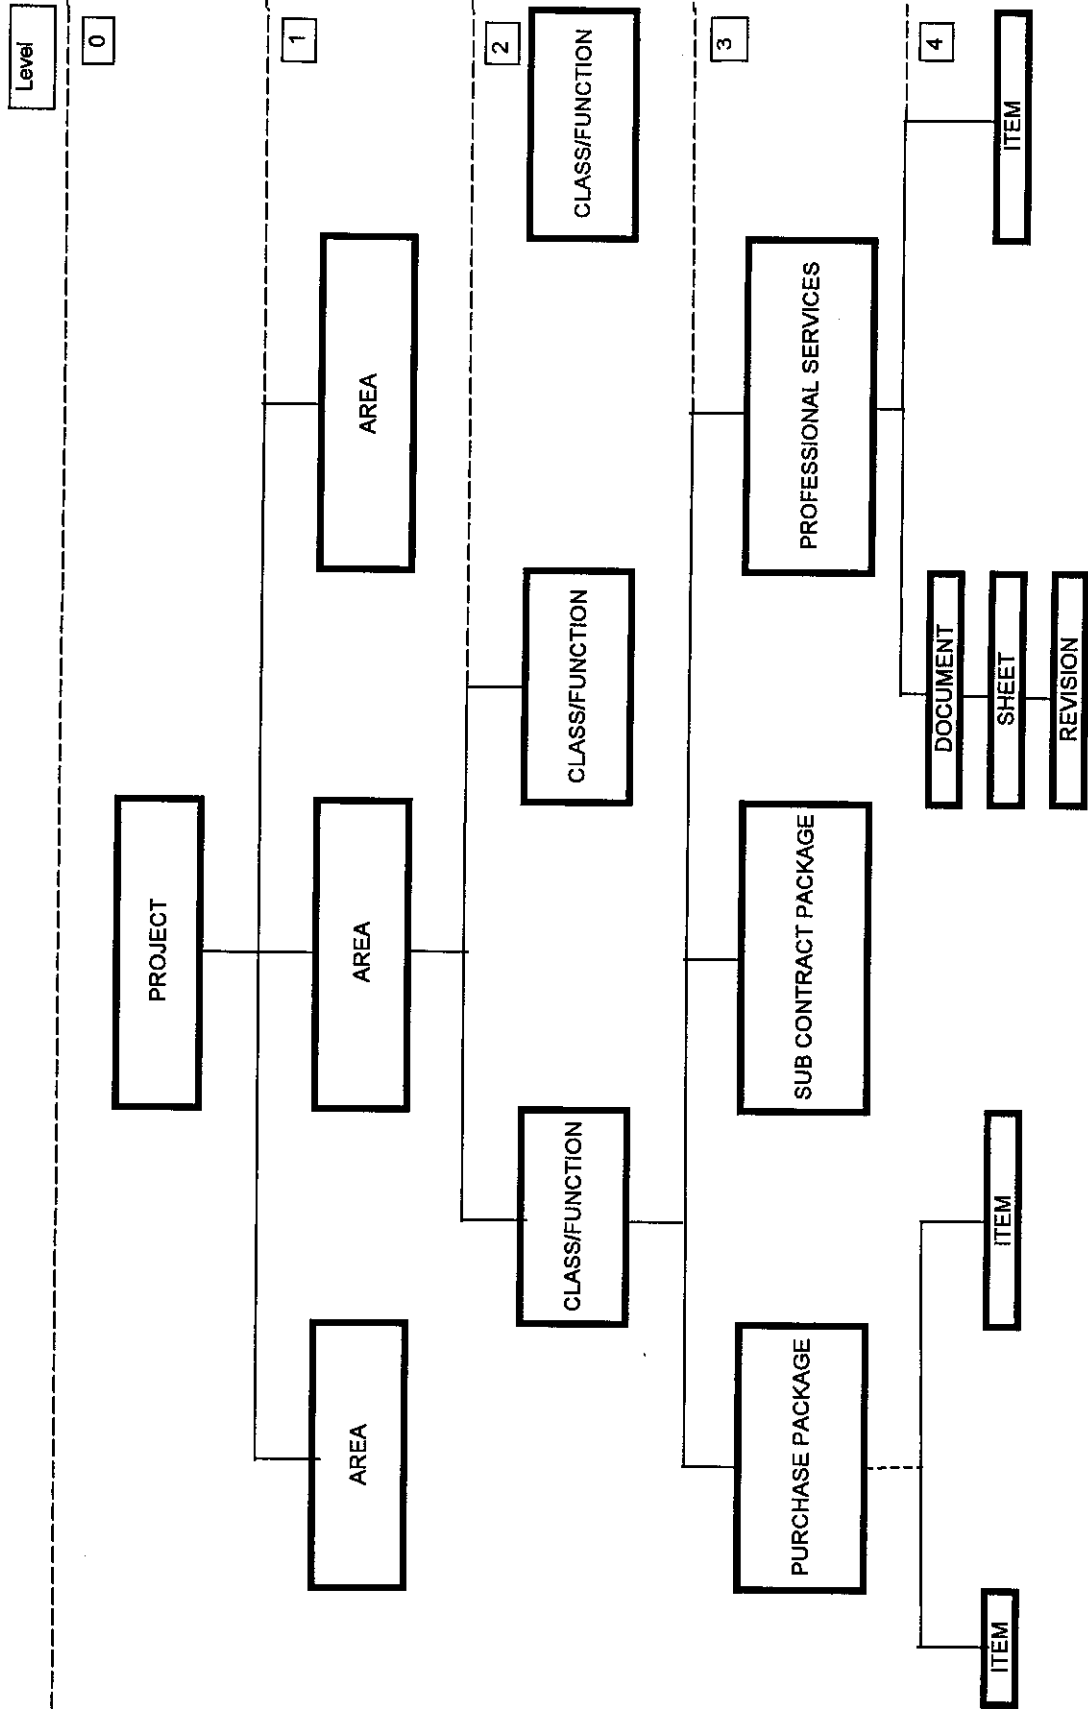 Level
0
PROJECT
1
AREA
AREA
AREA
2
CLASS/FUNCTION
CLASS/FUNCTION
CLASS/FUNCTION
3
PURCHASE PACKAGE
SUB CONTRACT PACKAGE
PROFESSIONAL SERVICES
4
ITEM
ITEM
DOCUMENT
SHEET
REVISION
ITEM